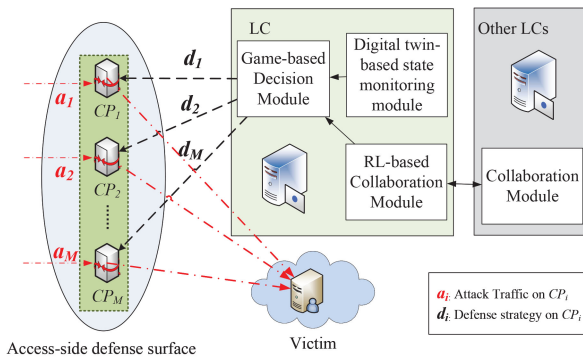 LC
Other LCs
Game-based
Decision
Module
Digital twin-
based state
monitoring
module
RL-based
Collaboration
Module
Collaboration
Module
d1
d2
dM
a1
CP1
a2
CP2
......
aM
CPM
Victim
Access-side defense surface
ai: Attack Traffic on CPi
di: Defense strategy on CPi